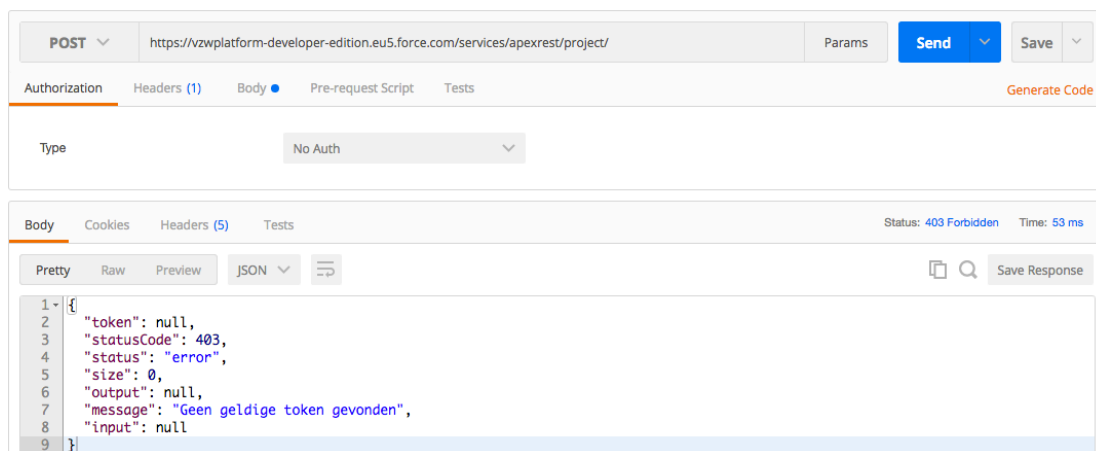 POST https://vzwplatform-developer-edition.eu5.force.com/services/apexrest/project/ Params Send Save
Authorization Headers (1) Body Pre-request Script Tests Generate Code
Type No Auth
Body Cookies Headers (5) Tests Status: 403 Forbidden Time: 53 ms
Pretty Raw Preview JSON Save Response
1 {
2 "token": null,
3 "statusCode": 403,
4 "status": "error",
5 "size": 0,
6 "output": null,
7 "message": "Geen geldige token gevonden",
8 "input": null
9 }